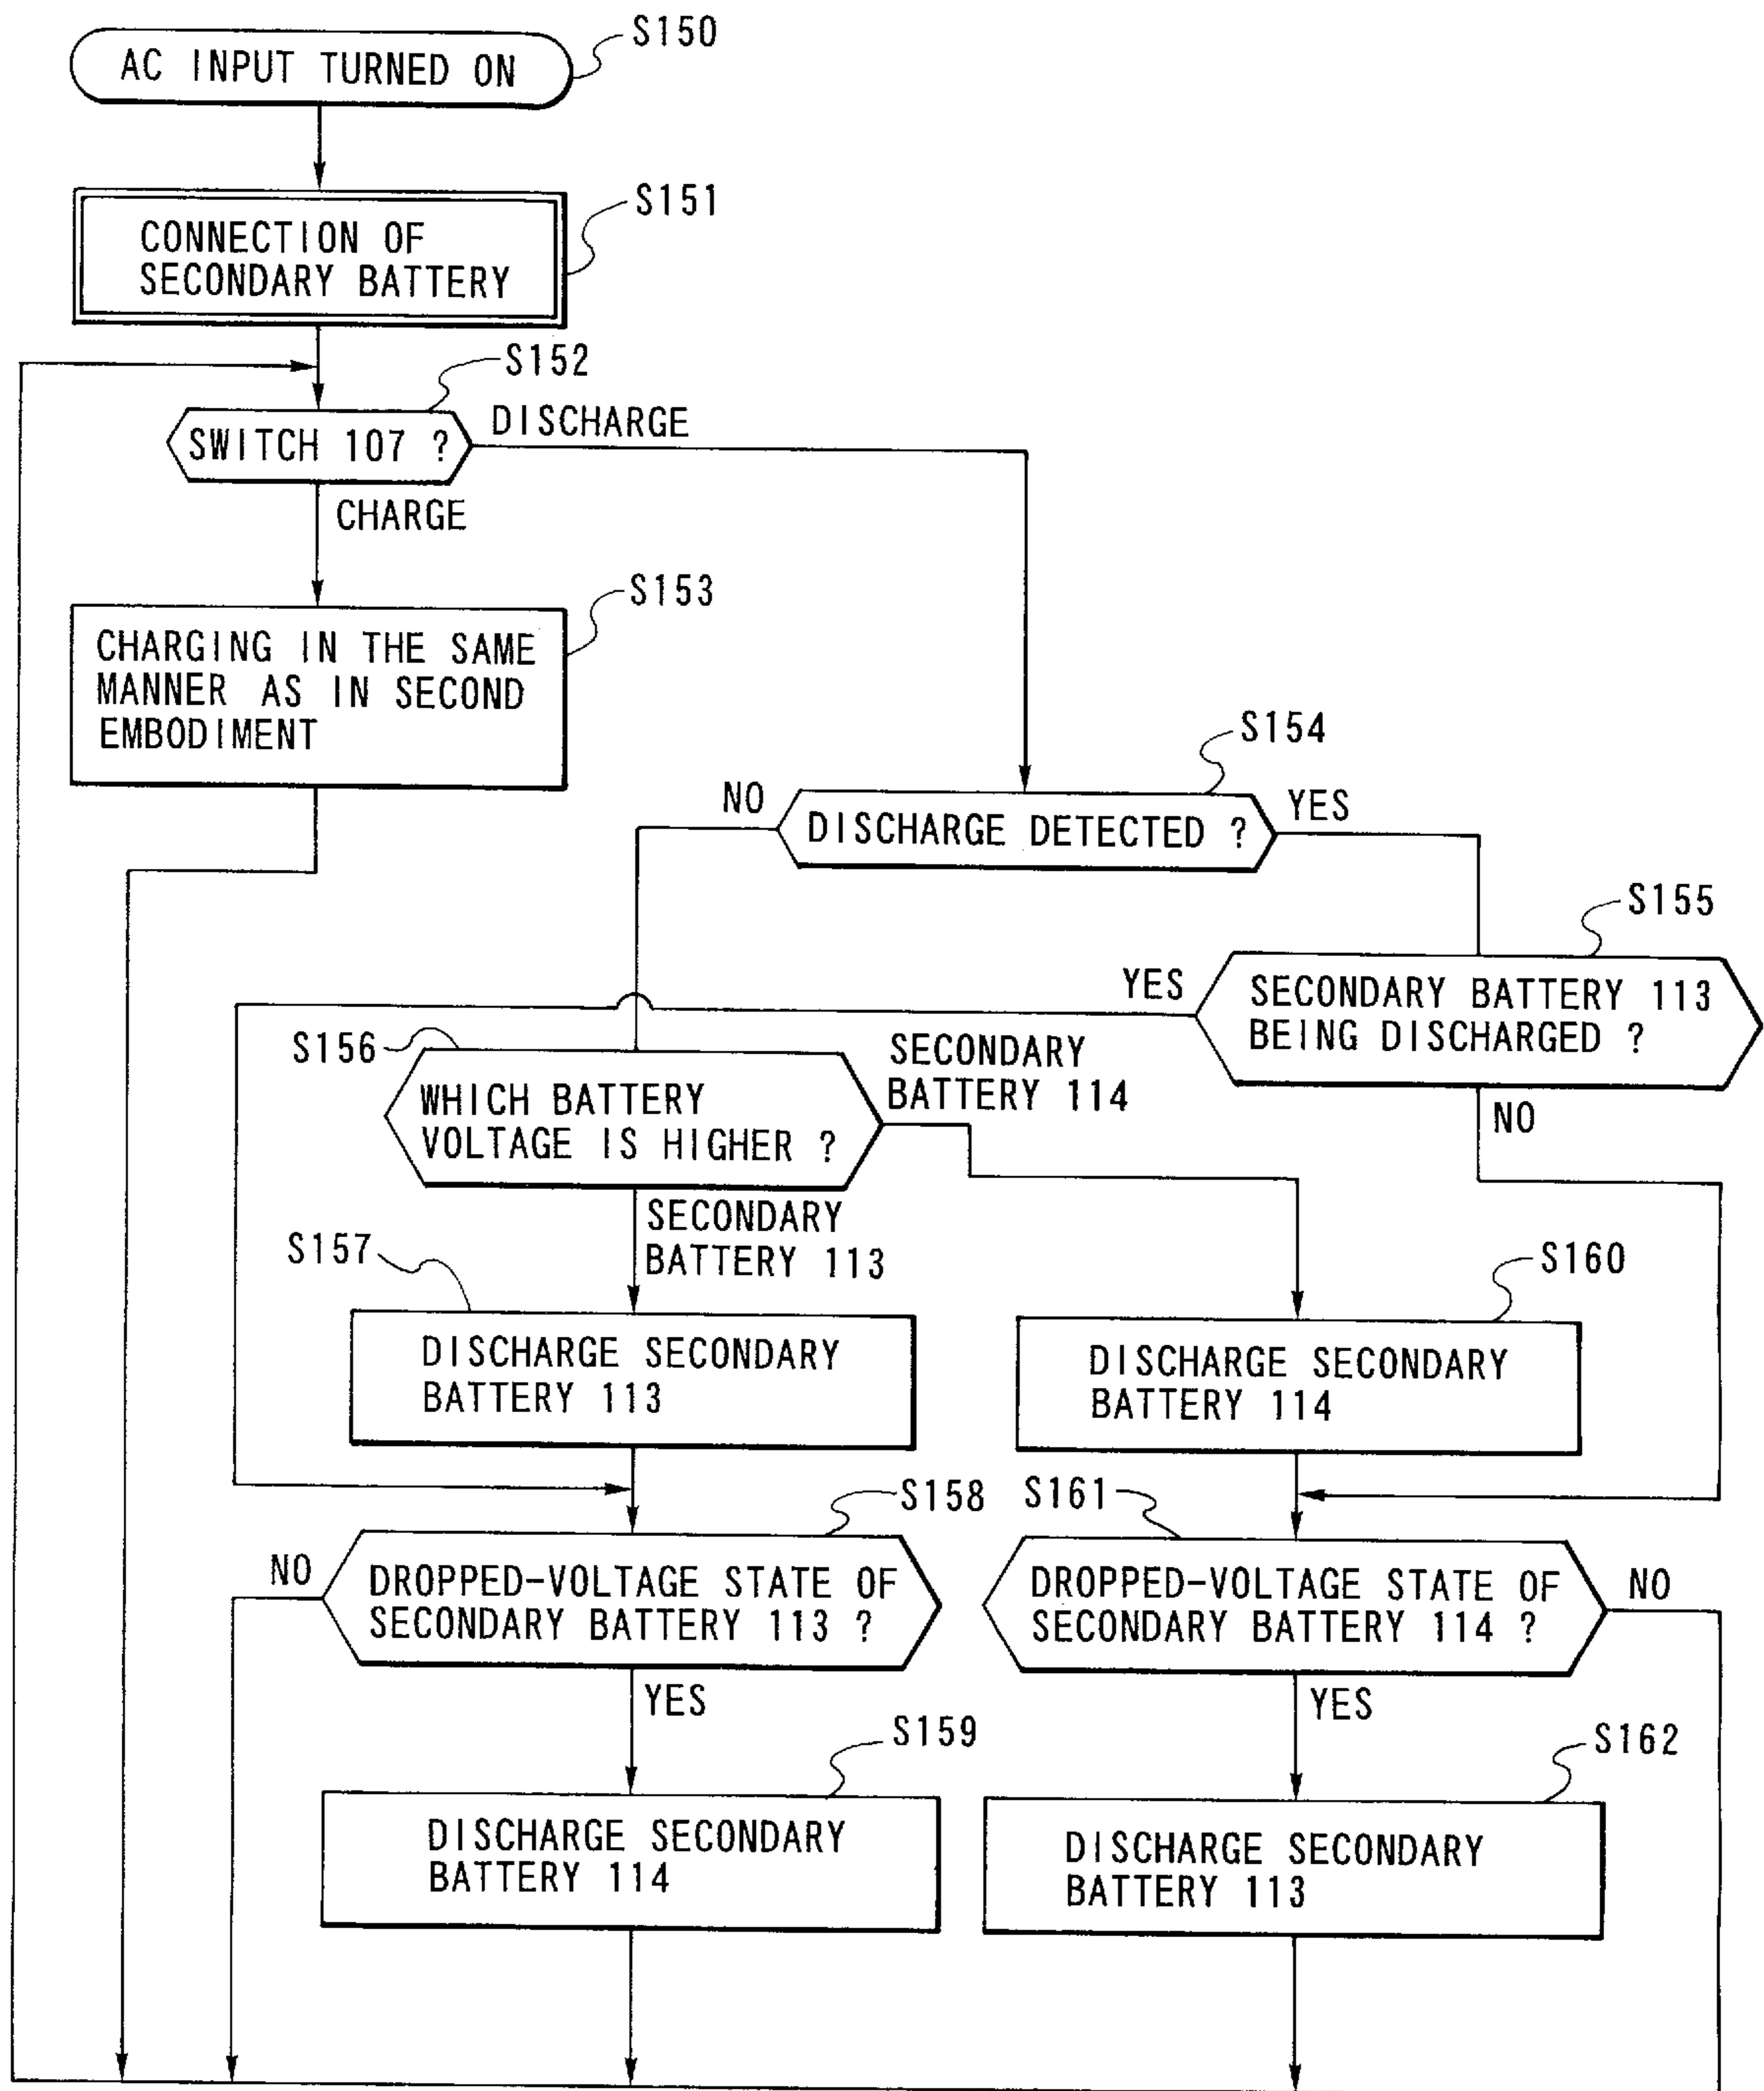 S150
AC INPUT TURNED ON
S151
CONNECTION OF
SECONDARY BATTERY
S152
SWITCH 107 ?
DISCHARGE
CHARGE
S153
CHARGING IN THE SAME
MANNER AS IN SECOND
EMBODIMENT
S154
NO
DISCHARGE DETECTED ?
YES
S155
YES
SECONDARY BATTERY 113
BEING DISCHARGED ?
NO
S156
WHICH BATTERY
VOLTAGE IS HIGHER ?
SECONDARY
BATTERY 114
SECONDARY
BATTERY 113
S157
DISCHARGE SECONDARY
BATTERY 113
S160
DISCHARGE SECONDARY
BATTERY 114
S158
NO
DROPPED-VOLTAGE STATE OF
SECONDARY BATTERY 113 ?
YES
S161
DROPPED-VOLTAGE STATE OF
SECONDARY BATTERY 114 ?
NO
YES
S159
DISCHARGE SECONDARY
BATTERY 114
S162
DISCHARGE SECONDARY
BATTERY 113